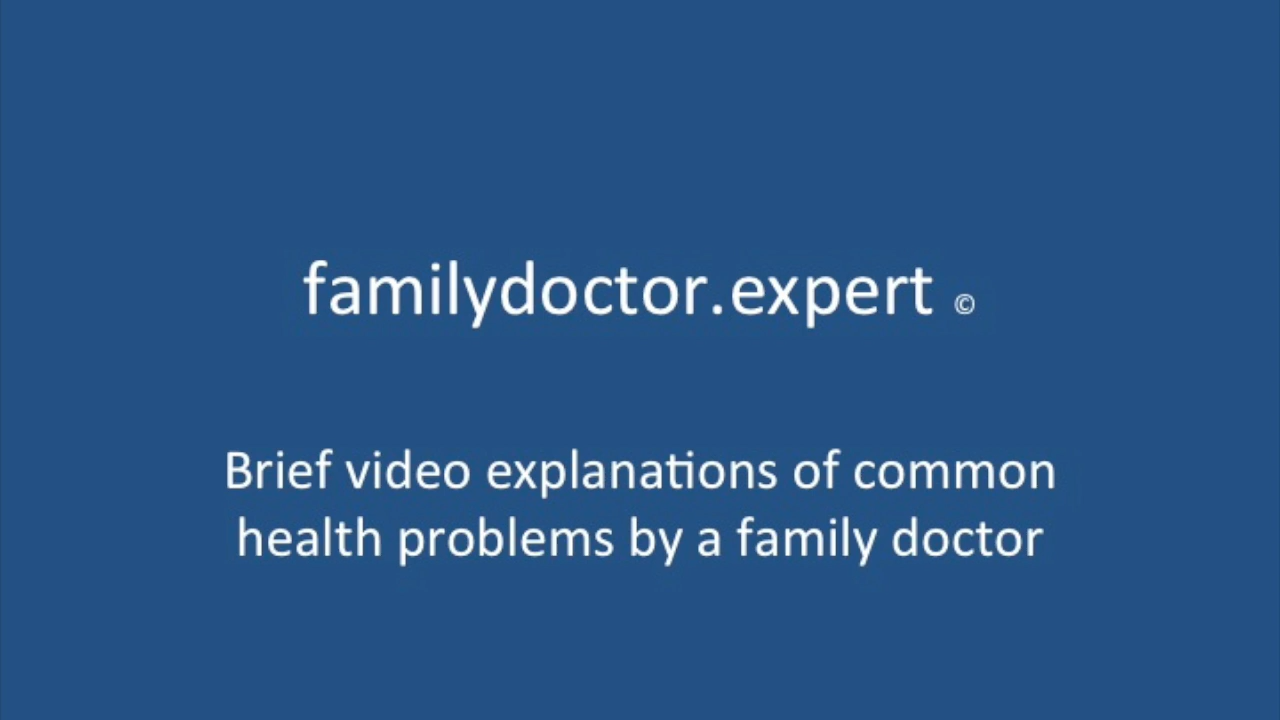 familydoctor.expert ©
Brief video explanations of common
health problems by a family doctor